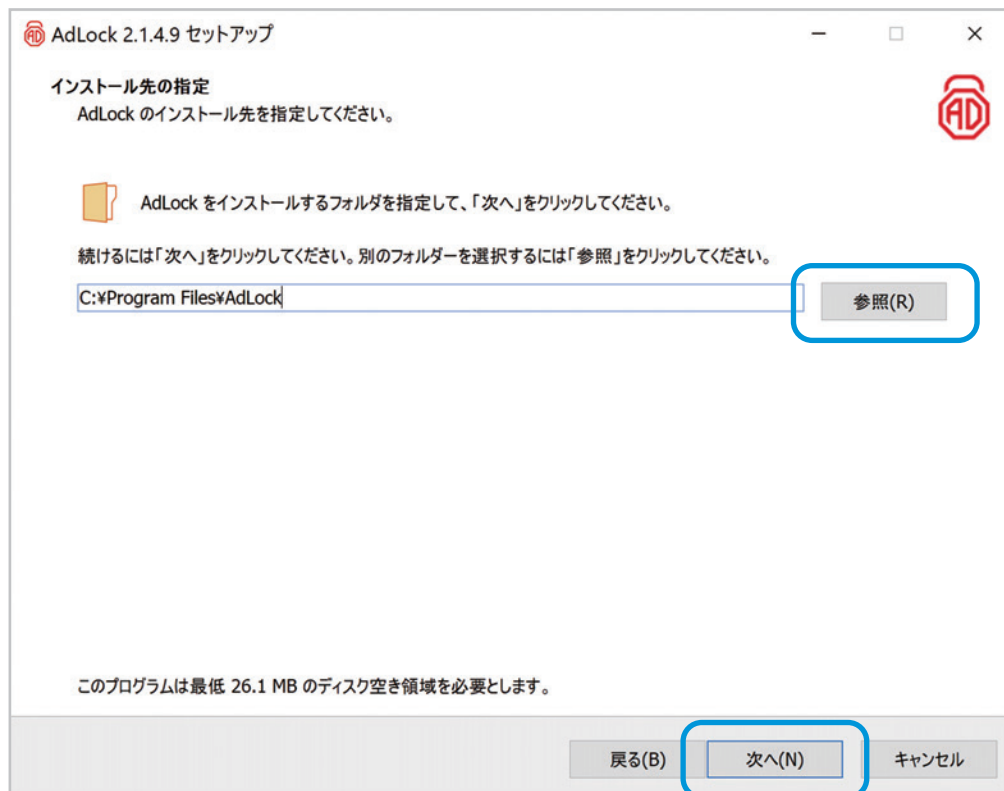 AdLock 2.1.4.9 セットアップ
インストール先の指定
AdLock のインストール先を指定してください。
AD
AdLock をインストールするフォルダを指定して、「次へ」をクリックしてください。
続けるには「次へ」をクリックしてください。別のフォルダーを選択するには「参照」をクリックしてください。
C:¥Program Files¥AdLock
参照(R)
このプログラムは最低 26.1 MB のディスク空き領域を必要とします。
戻る(B)
次へ(N)
キャンセル